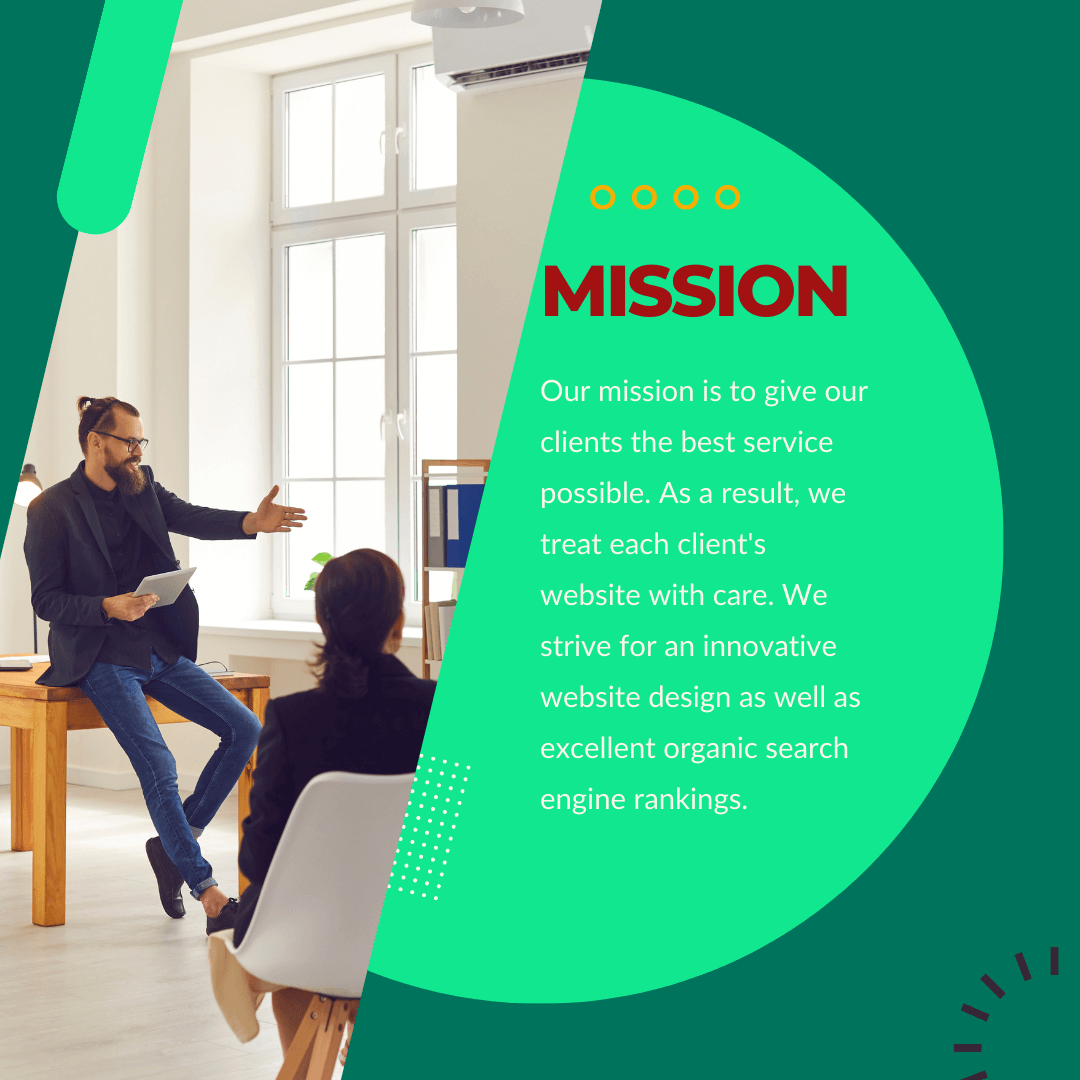 MISSION
Our mission is to give our
clients the best service
possible. As a result, we
treat each client's
website with care. We
strive for an innovative
website design as well as
excellent organic search
engine rankings.